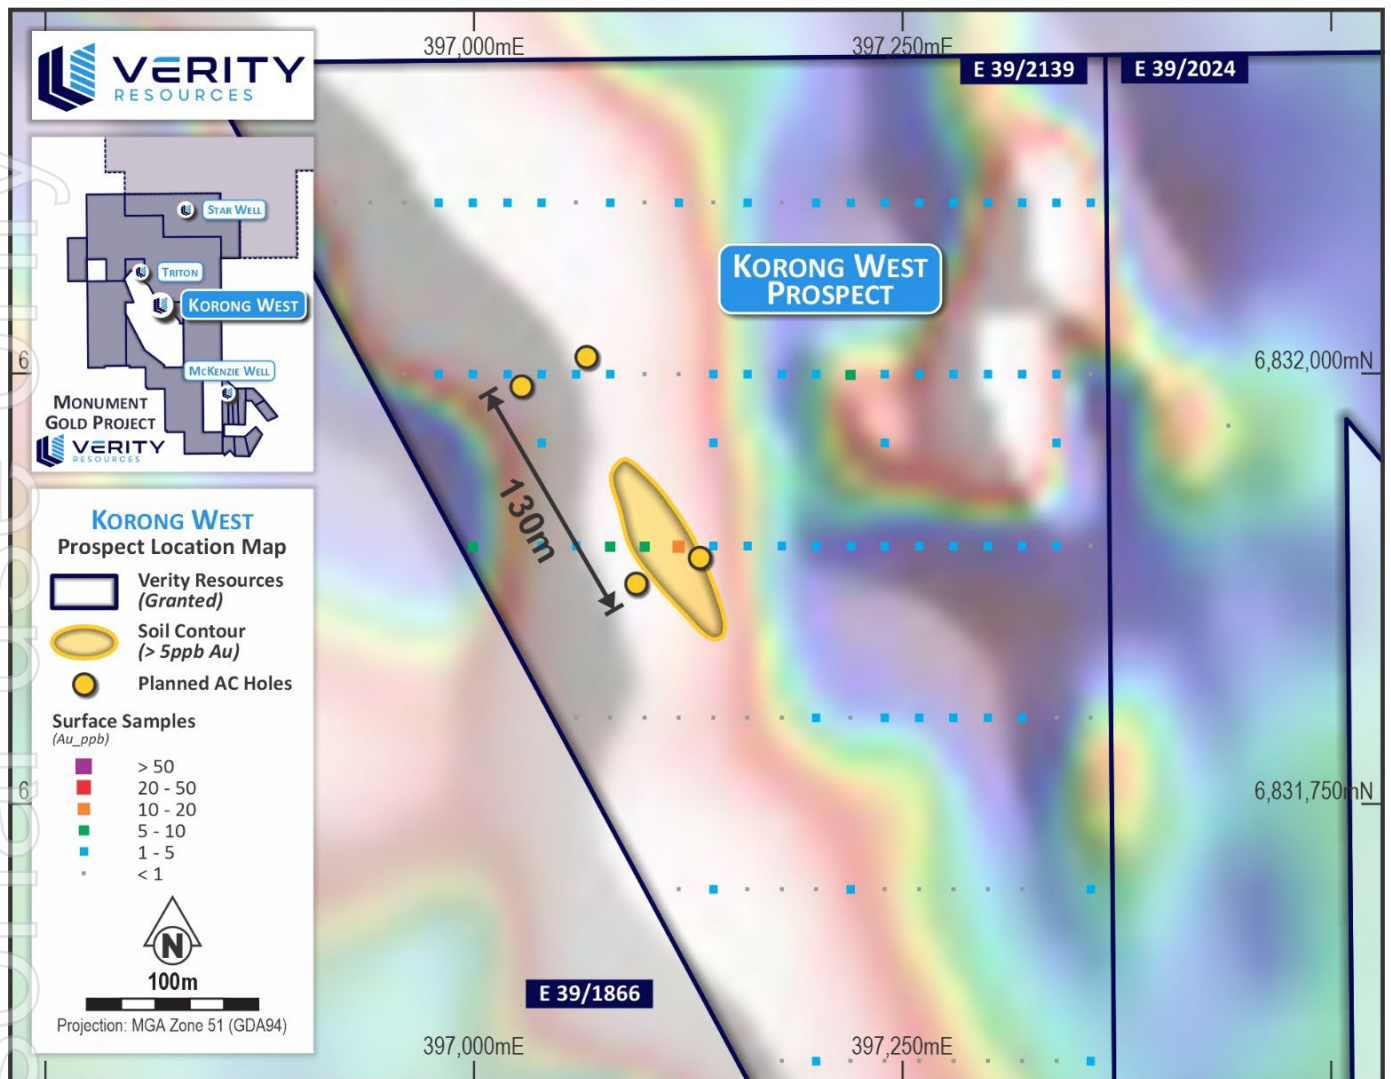 397,000mE
397,250mE
VERITY
RESOURCES
E 39/2139
E 39/2024
STAR WELL
TRITON
KORONG WEST
MCKENZIE WELL
MONUMENT
GOLD PROJECT
VERITY
RESOURCES
KORONG WEST
PROSPECT
6
6,832,000mN
130m
KORONG WEST
Prospect Location Map
Verity Resources
(Granted)
Soil Contour
(> 5ppb Au)
Planned AC Holes
Surface Samples
(Au_ppb)
> 50
20 - 50
10 - 20
5 - 10
1 - 5
< 1
N
100m
Projection: MGA Zone 51 (GDA94)
6
6,831,750mN
E 39/1866
397,000mE
397,250mE